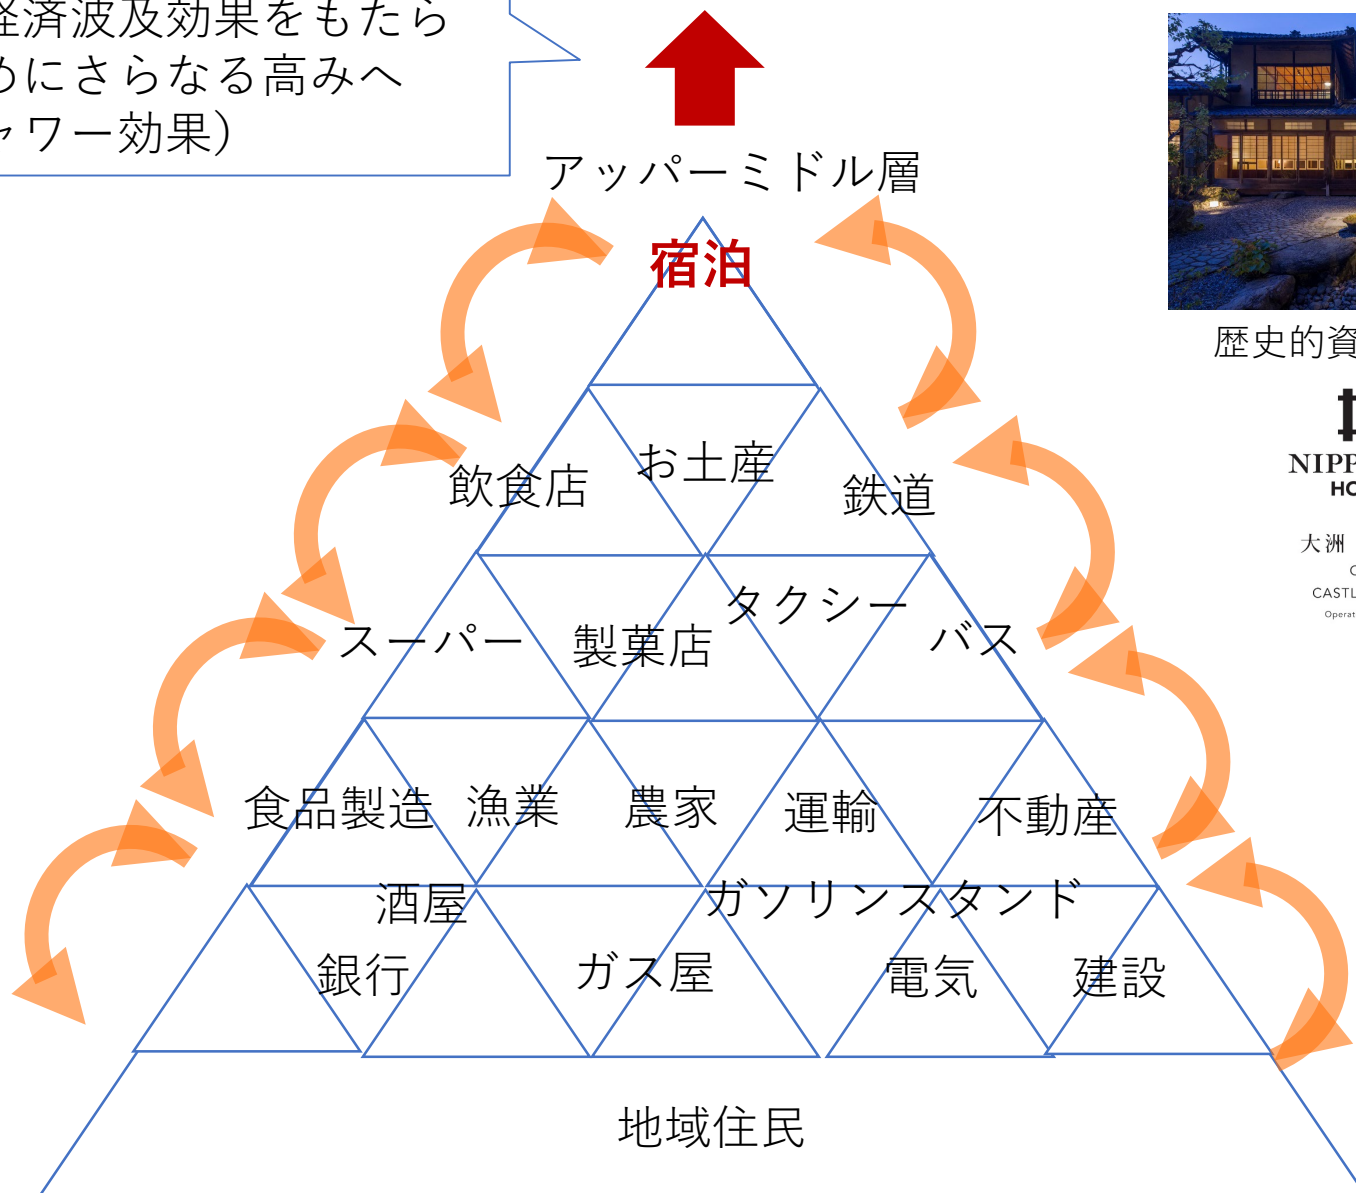 経済波及効果をもたら
めにさらなる高みへ
ャワー効果）
アッパーミドル層
宿泊
歴史的資
NIPP
HO
大洲
C
CASTL
Operat
お土産
飲食店
鉄道
タクシー
スーパー
製菓店
バス
食品製造
漁業
農家
運輸
不動産
酒屋
ガソリンスタンド
銀行
ガス屋
電気
建設
地域住民